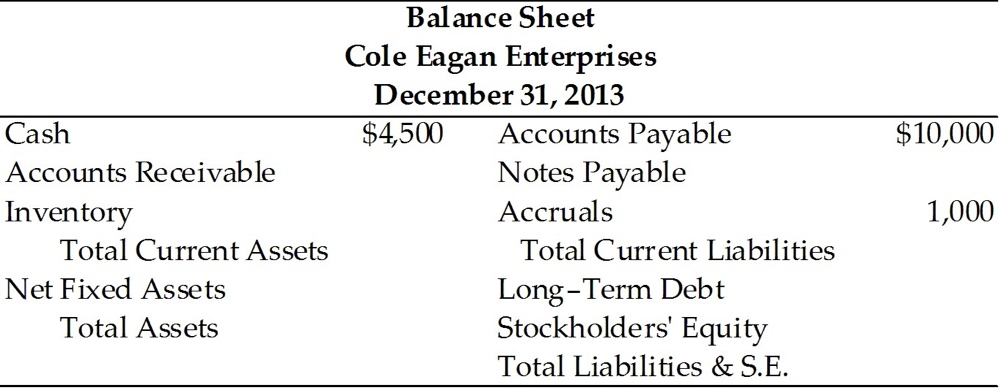 Balance Sheet
Cole Eagan Enterprises
December 31, 2013
Cash $4,500 Accounts Payable $10,000
Accounts Receivable Notes Payable
Inventory Accruals 1,000
Total Current Assets Total Current Liabilities
Net Fixed Assets Long-Term Debt
Total Assets Stockholders' Equity
Total Liabilities & S.E.